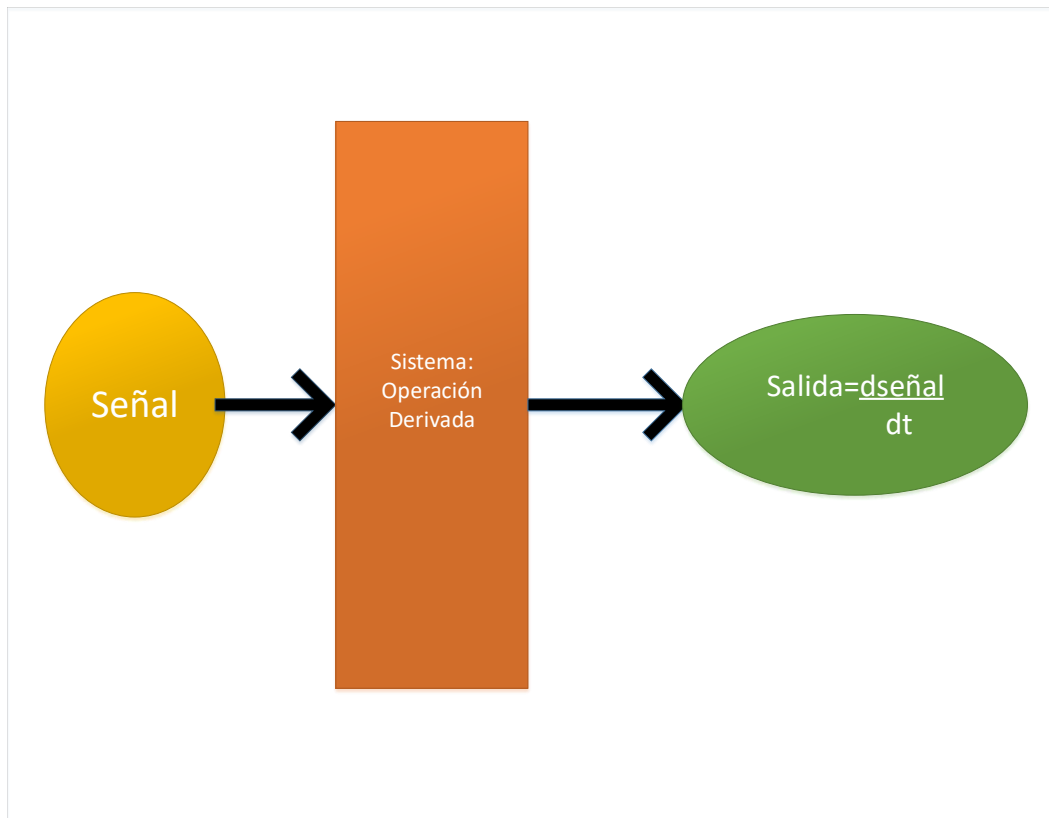 Señal
Sistema:
Operación
Derivada
Salida=dseñal
dt